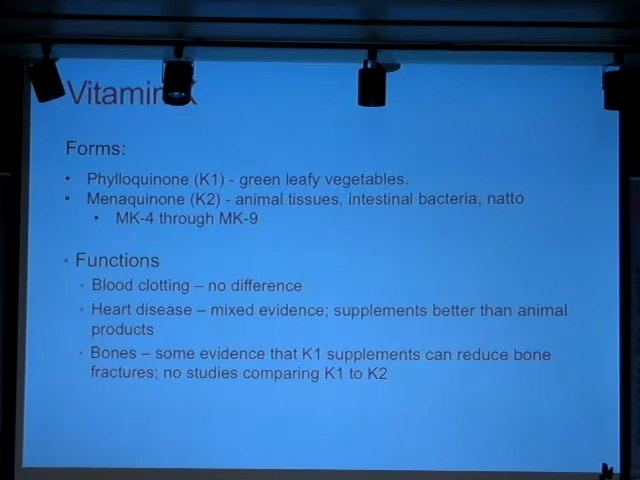 Vitamin K
Forms:
• Phylloquinone (K1) - green leafy vegetables.
• Menaquinone (K2) - animal tissues, intestinal bacteria, natto
• MK-4 through MK-9
• Functions
• Blood clotting – no difference
• Heart disease – mixed evidence; supplements better than animal
products
• Bones – some evidence that K1 supplements can reduce bone
fractures; no studies comparing K1 to K2